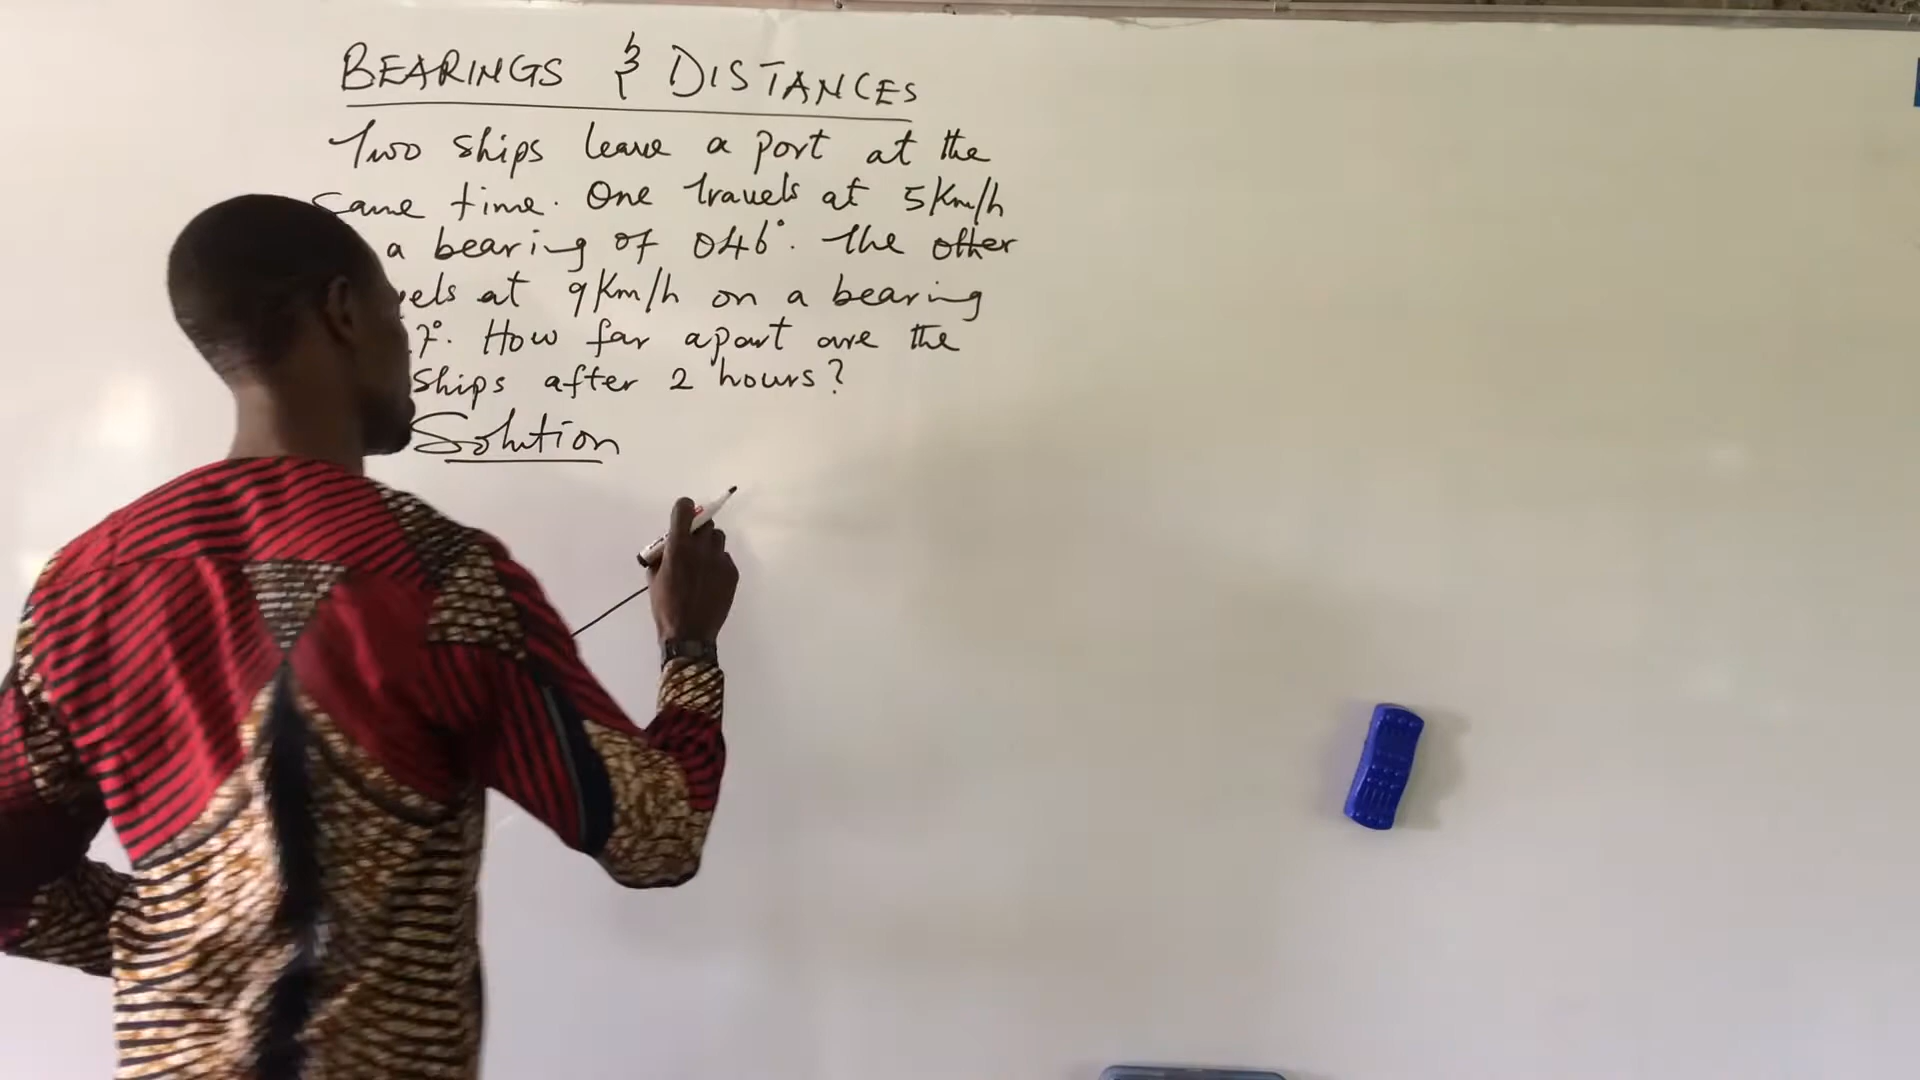 BEARINGS & DISTANCES
Two ships leave a port at the
same time. One travels at 5Km/h
a bearing of 046°. The other
at 9Km/h on a bearing
7°. How far apart are the
ships after 2 hours?
Solution